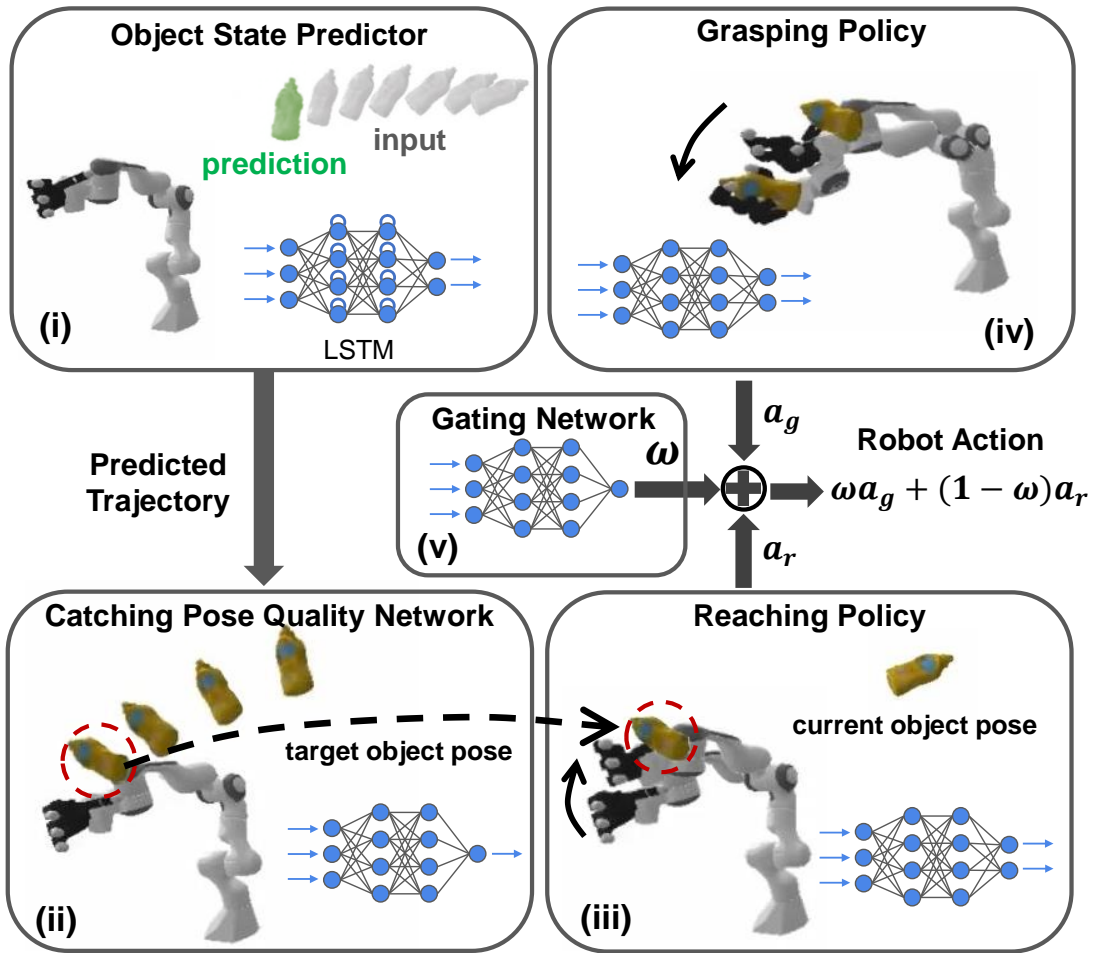 Object State Predictor
input
prediction
(i)
LSTM
Grasping Policy
(iv)
Predicted
Trajectory
Gating Network
ω
(v)
a_g
Robot Action
ωa_g + (1 − ω)a_r
a_r
Catching Pose Quality Network
target object pose
(ii)
Reaching Policy
current object pose
(iii)